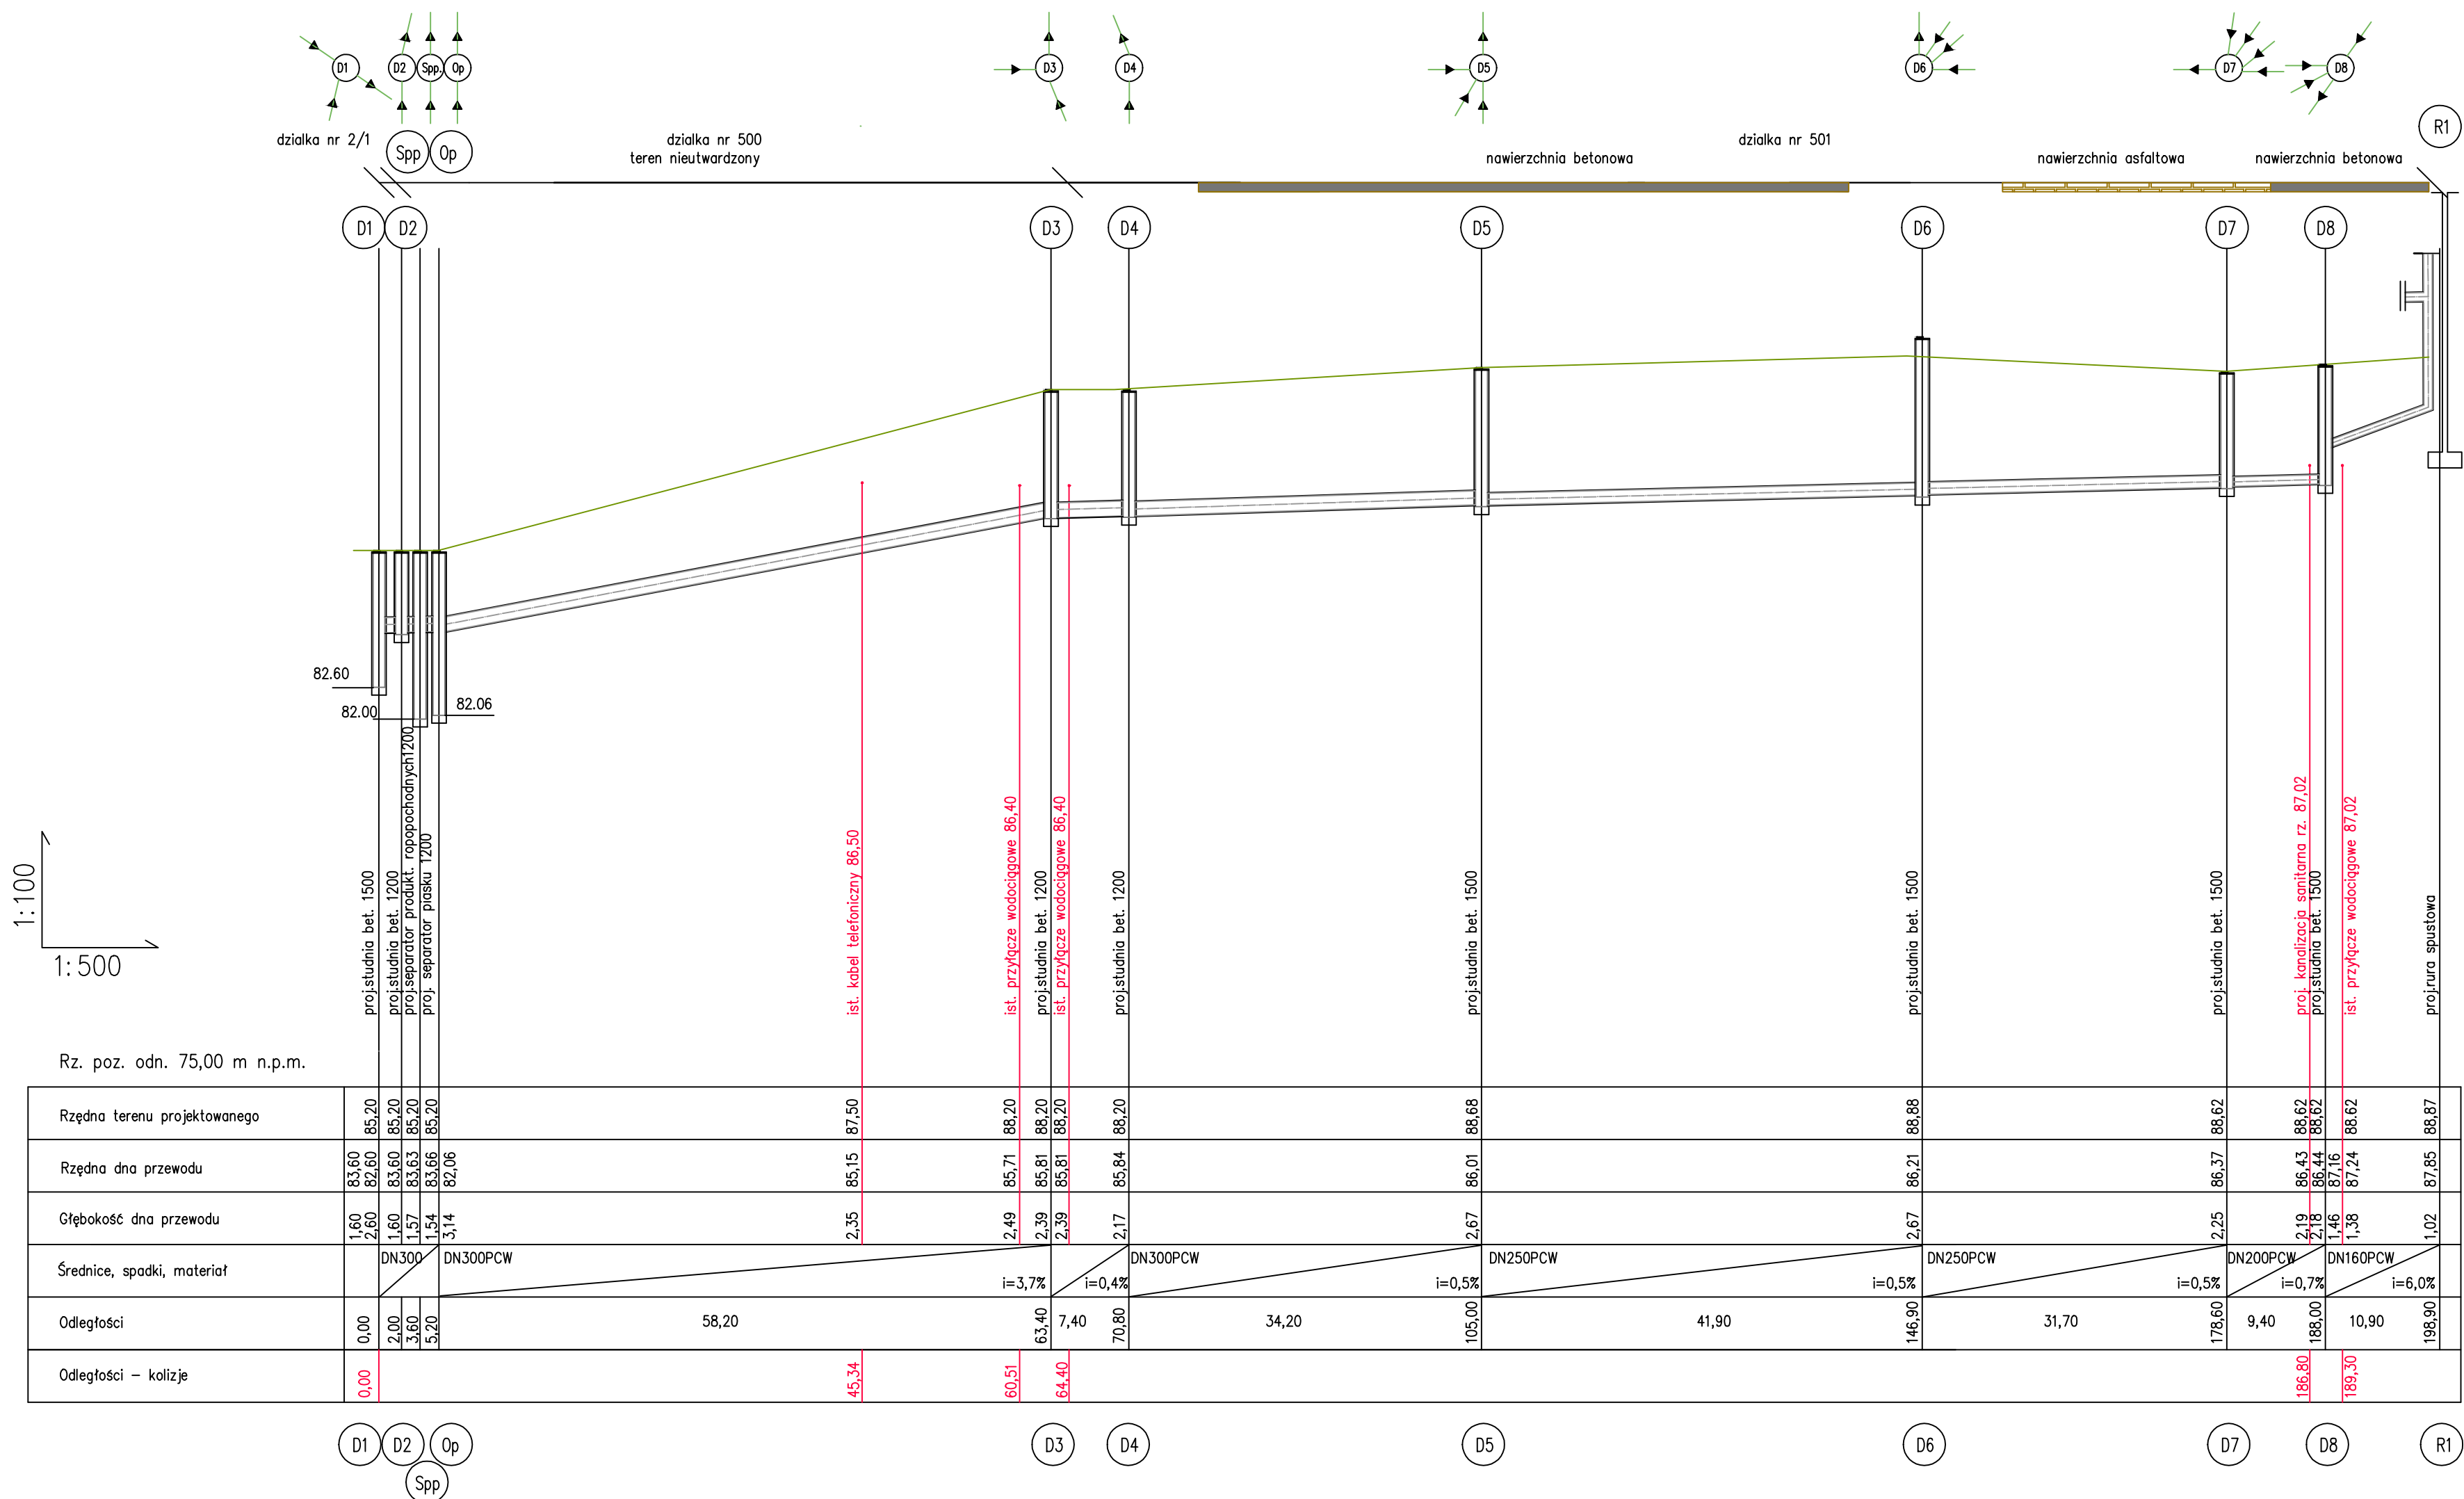 D1
D2
Spp.
Op
D3
D4
D5
D6
D7
D8
R1
dzialka nr 2/1
Spp
Op
dzialka nr 500
teren nieutwardzony
dzialka nr 501
nawierzchnia betonowa
nawierzchnia asfaltowa
nawierzchnia betonowa
D1
D2
D3
D4
D5
D6
D7
D8
82.60
82.00
82.06
proj.studnia bet. 1500
proj.studnia bet. 1200
proj.separator produkt. ropopochodnych1200
proj. separator piasku 1200
ist. kabel telefoniczny 86,50
ist. przyłącze wodociągowe 86,40
proj.studnia bet. 1200
ist. przyłącze wodociągowe 86,40
proj.studnia bet. 1200
proj.studnia bet. 1500
proj.studnia bet. 1500
proj.studnia bet. 1500
proj. kanalizacja sanitarna rz. 87,02
proj.studnia bet. 1500
ist. przyłącze wodociągowe 87,02
proj.rura spustowa
1:100
1:500
Rz. poz. odn. 75,00 m n.p.m.
Rzędna terenu projektowanego
85,20
85,20
85,20
85,20
87,50
88,20
88,20
88,20
88,20
88,68
88,88
88,62
88,62
88,62
88.62
88,87
Rzędna dna przewodu
83,60
82,60
83,60
83,63
83,66
82,06
85,15
85,71
85,81
85,81
85,84
86,01
86,21
86,37
86,43
86,44
87,16
87,24
87,85
Głębokość dna przewodu
1,60
2,60
1,60
1,57
1,54
3,14
2,35
2,49
2,39
2,39
2,17
2,67
2,67
2,25
2,19
2,18
1,46
1,38
1,02
Średnice, spadki, materiał
DN300
DN300PCW
i=3,7%
i=0,4%
DN300PCW
i=0,5%
DN250PCW
i=0,5%
DN250PCW
i=0,5%
DN200PCW
i=0,7%
DN160PCW
i=6,0%
Odległości
0,00
2,00
3,60
5,20
58,20
63,40
7,40
70,80
34,20
105,00
41,90
146,90
31,70
178,60
9,40
188,00
10,90
198,90
Odległości – kolizje
0,00
45,34
60,51
64,40
186,80
189,30
D1
D2
Op
D3
D4
D5
D6
D7
D8
R1
Spp